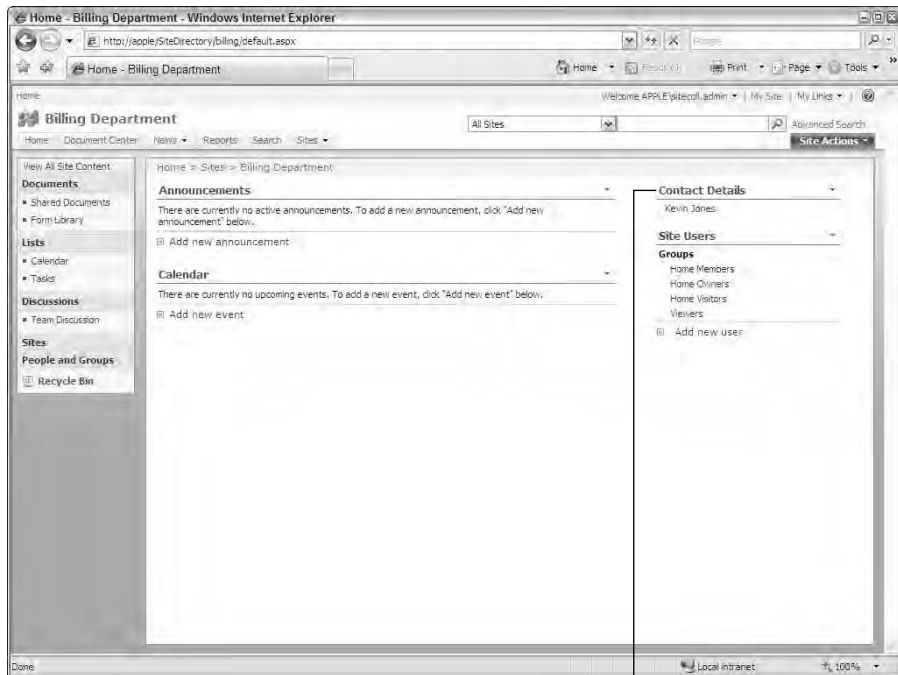 Home - Billing Department - Windows Internet Explorer
http://apple/SiteDirectory/billing/default.aspx
Google
Home - Billing Department
Home
Print
Page
Tools
Home
Welcome APPLE\sitecoll.admin
My Site
My Links
Billing Department
All Sites
Advanced Search
Home
Document Center
News
Reports
Search
Sites
Site Actions
View All Site Content
Documents
Shared Documents
Form Library
Lists
Calendar
Tasks
Discussions
Team Discussion
Sites
People and Groups
Recycle Bin
Home > Sites > Billing Department
Announcements
There are currently no active announcements. To add a new announcement, click "Add new
announcement" below.
Add new announcement
Calendar
There are currently no upcoming events. To add a new event, click "Add new event" below.
Add new event
Contact Details
Kevin Jones
Site Users
Groups
Home Members
Home Owners
Home Visitors
Viewers
Add new user
Done
Local intranet
100%